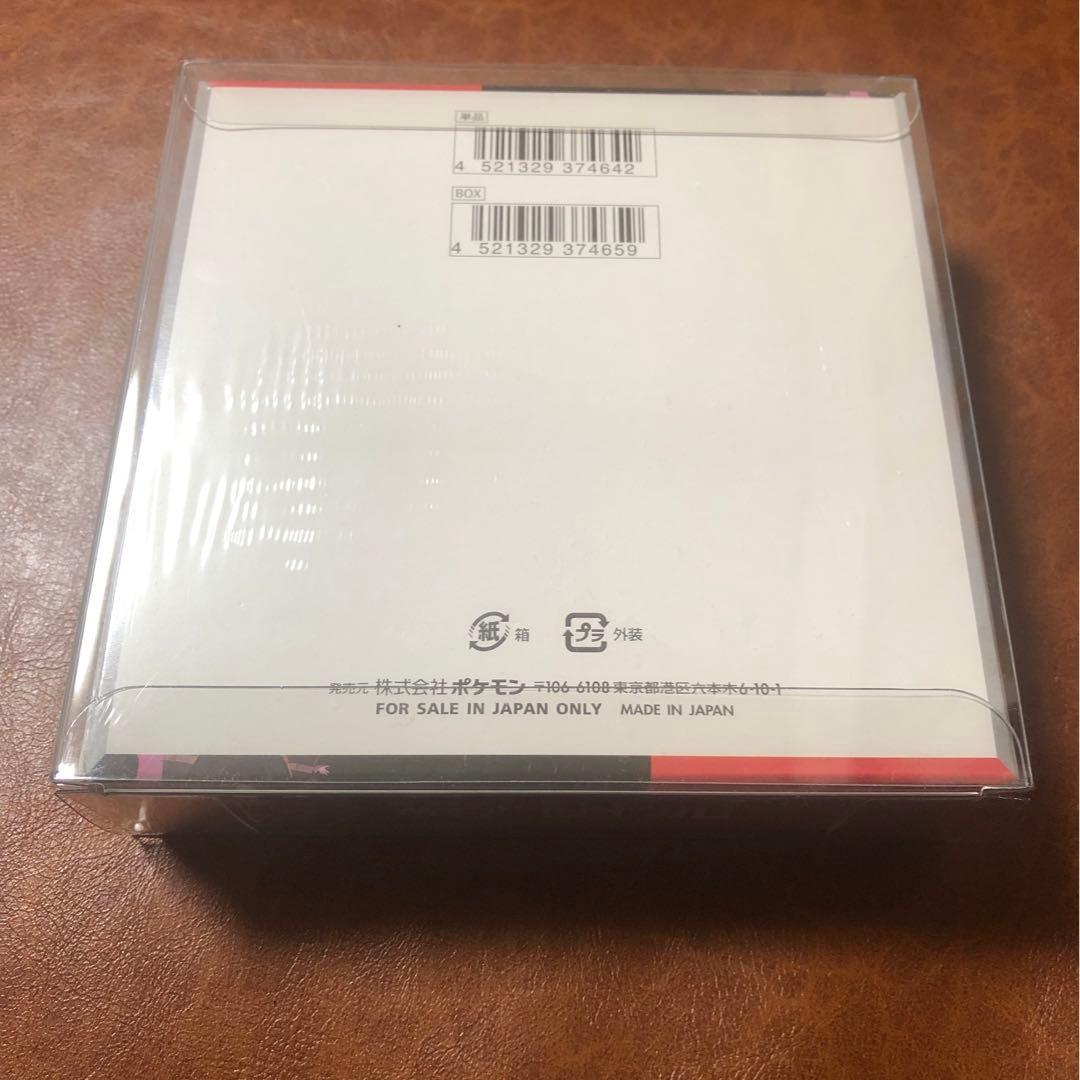 単品
4 521329 374642
BOX
4 521329 374659
紙 箱 プラ 外装
発売元 株式会社ポケモン 〒106-6108 東京都港区六本木6-10-1
FOR SALE IN JAPAN ONLY MADE IN JAPAN